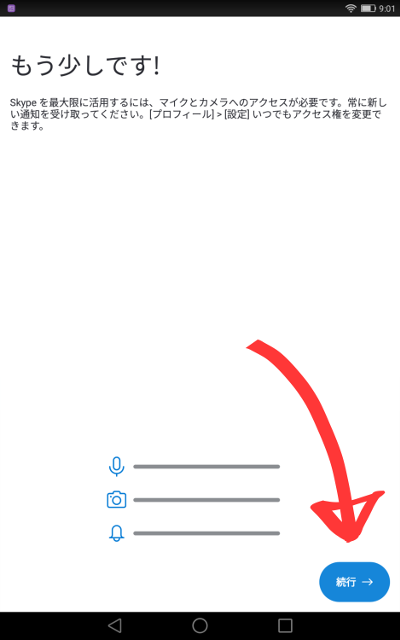 9:01
もう少しです!
Skype を最大限に活用するには、マイクとカメラへのアクセスが必要です。常に新し
い通知を受け取ってください。[プロフィール] > [設定] いつでもアクセス権を変更で
きます。
続行 →